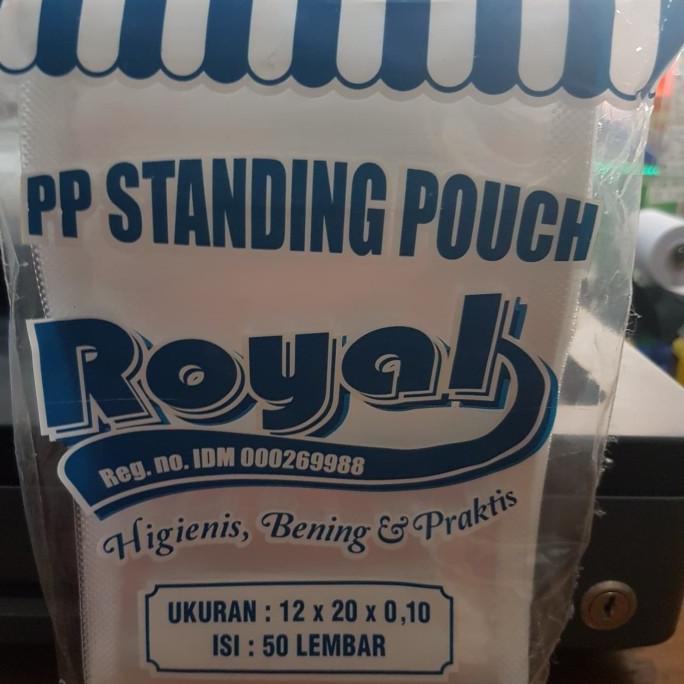 PP STANDING POUCH
Royal
Reg. no. IDM 000269988
Higienis, Bening & Praktis
UKURAN : 12 x 20 x 0,10
ISI : 50 LEMBAR